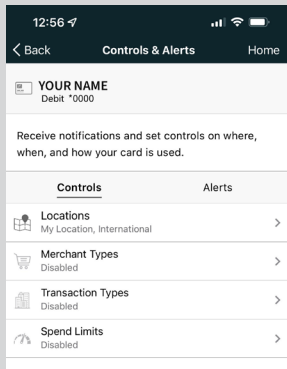 12:56
Back Controls & Alerts Home
YOUR NAME
Debit *0000
Receive notifications and set controls on where,
when, and how your card is used.
Controls Alerts
Locations
My Location, International
Merchant Types
Disabled
Transaction Types
Disabled
Spend Limits
Disabled